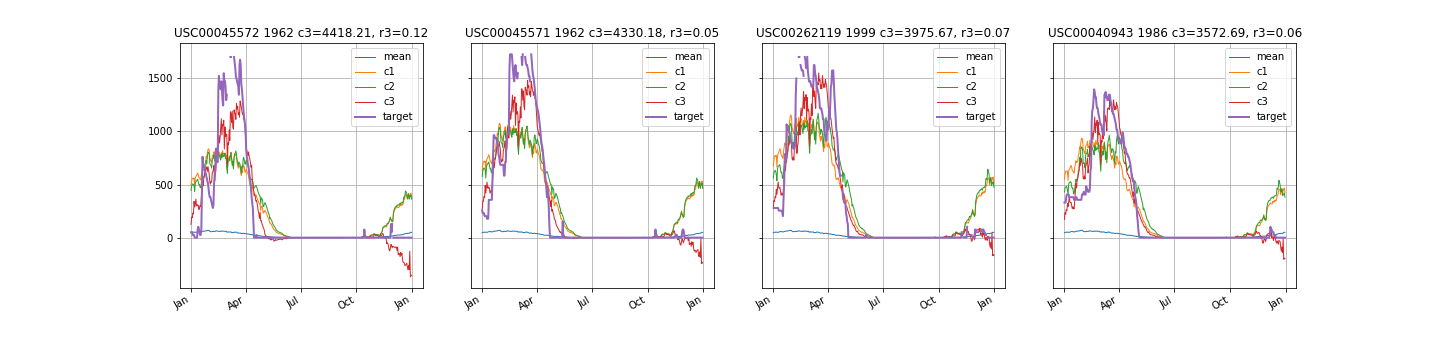 USC00045572 1962 c3=4418.21, r3=0.12
USC00045571 1962 c3=4330.18, r3=0.05
USC00262119 1999 c3=3975.67, r3=0.07
USC00040943 1986 c3=3572.69, r3=0.06
1500
1000
500
0
mean
c1
c2
c3
target
mean
c1
c2
c3
target
mean
c1
c2
c3
target
mean
c1
c2
c3
target
Jan
Apr
Jul
Oct
Jan
Jan
Apr
Jul
Oct
Jan
Jan
Apr
Jul
Oct
Jan
Jan
Apr
Jul
Oct
Jan